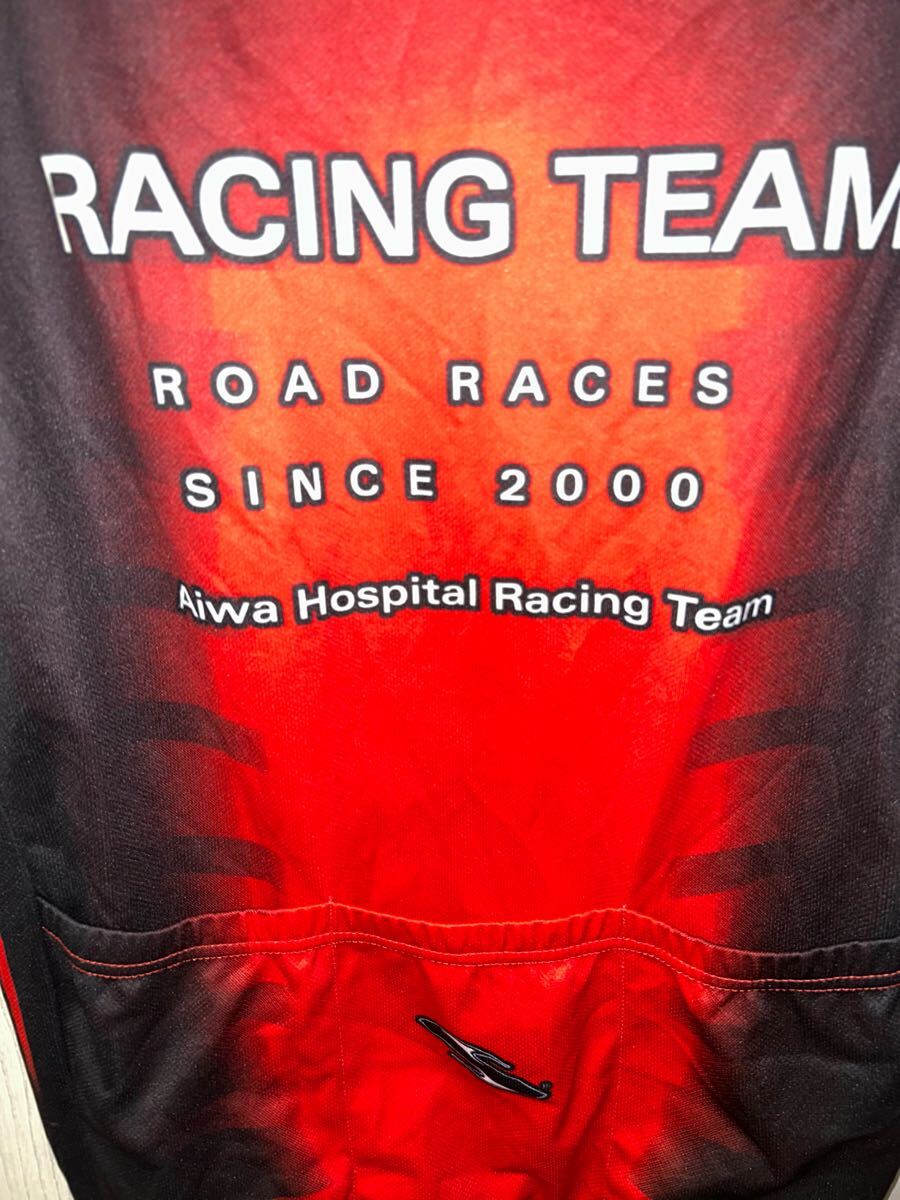 RACING TEAM
ROAD RACES
SINCE 2000
Aiwa Hospital Racing Team